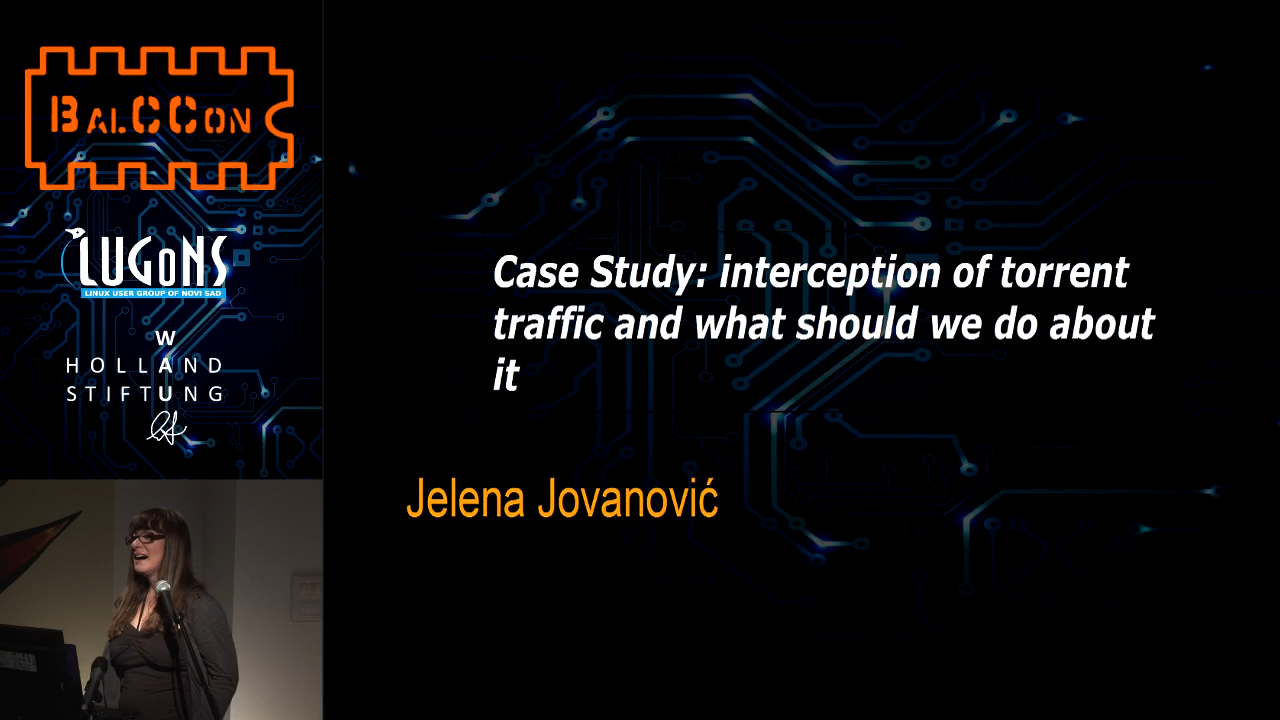 BALCCON
LUGONS
LINUX USER GROUP OF NOVI SAD
W
HOLLAND
STIFTUNG
Case Study: interception of torrent
traffic and what should we do about
it
Jelena Jovanović